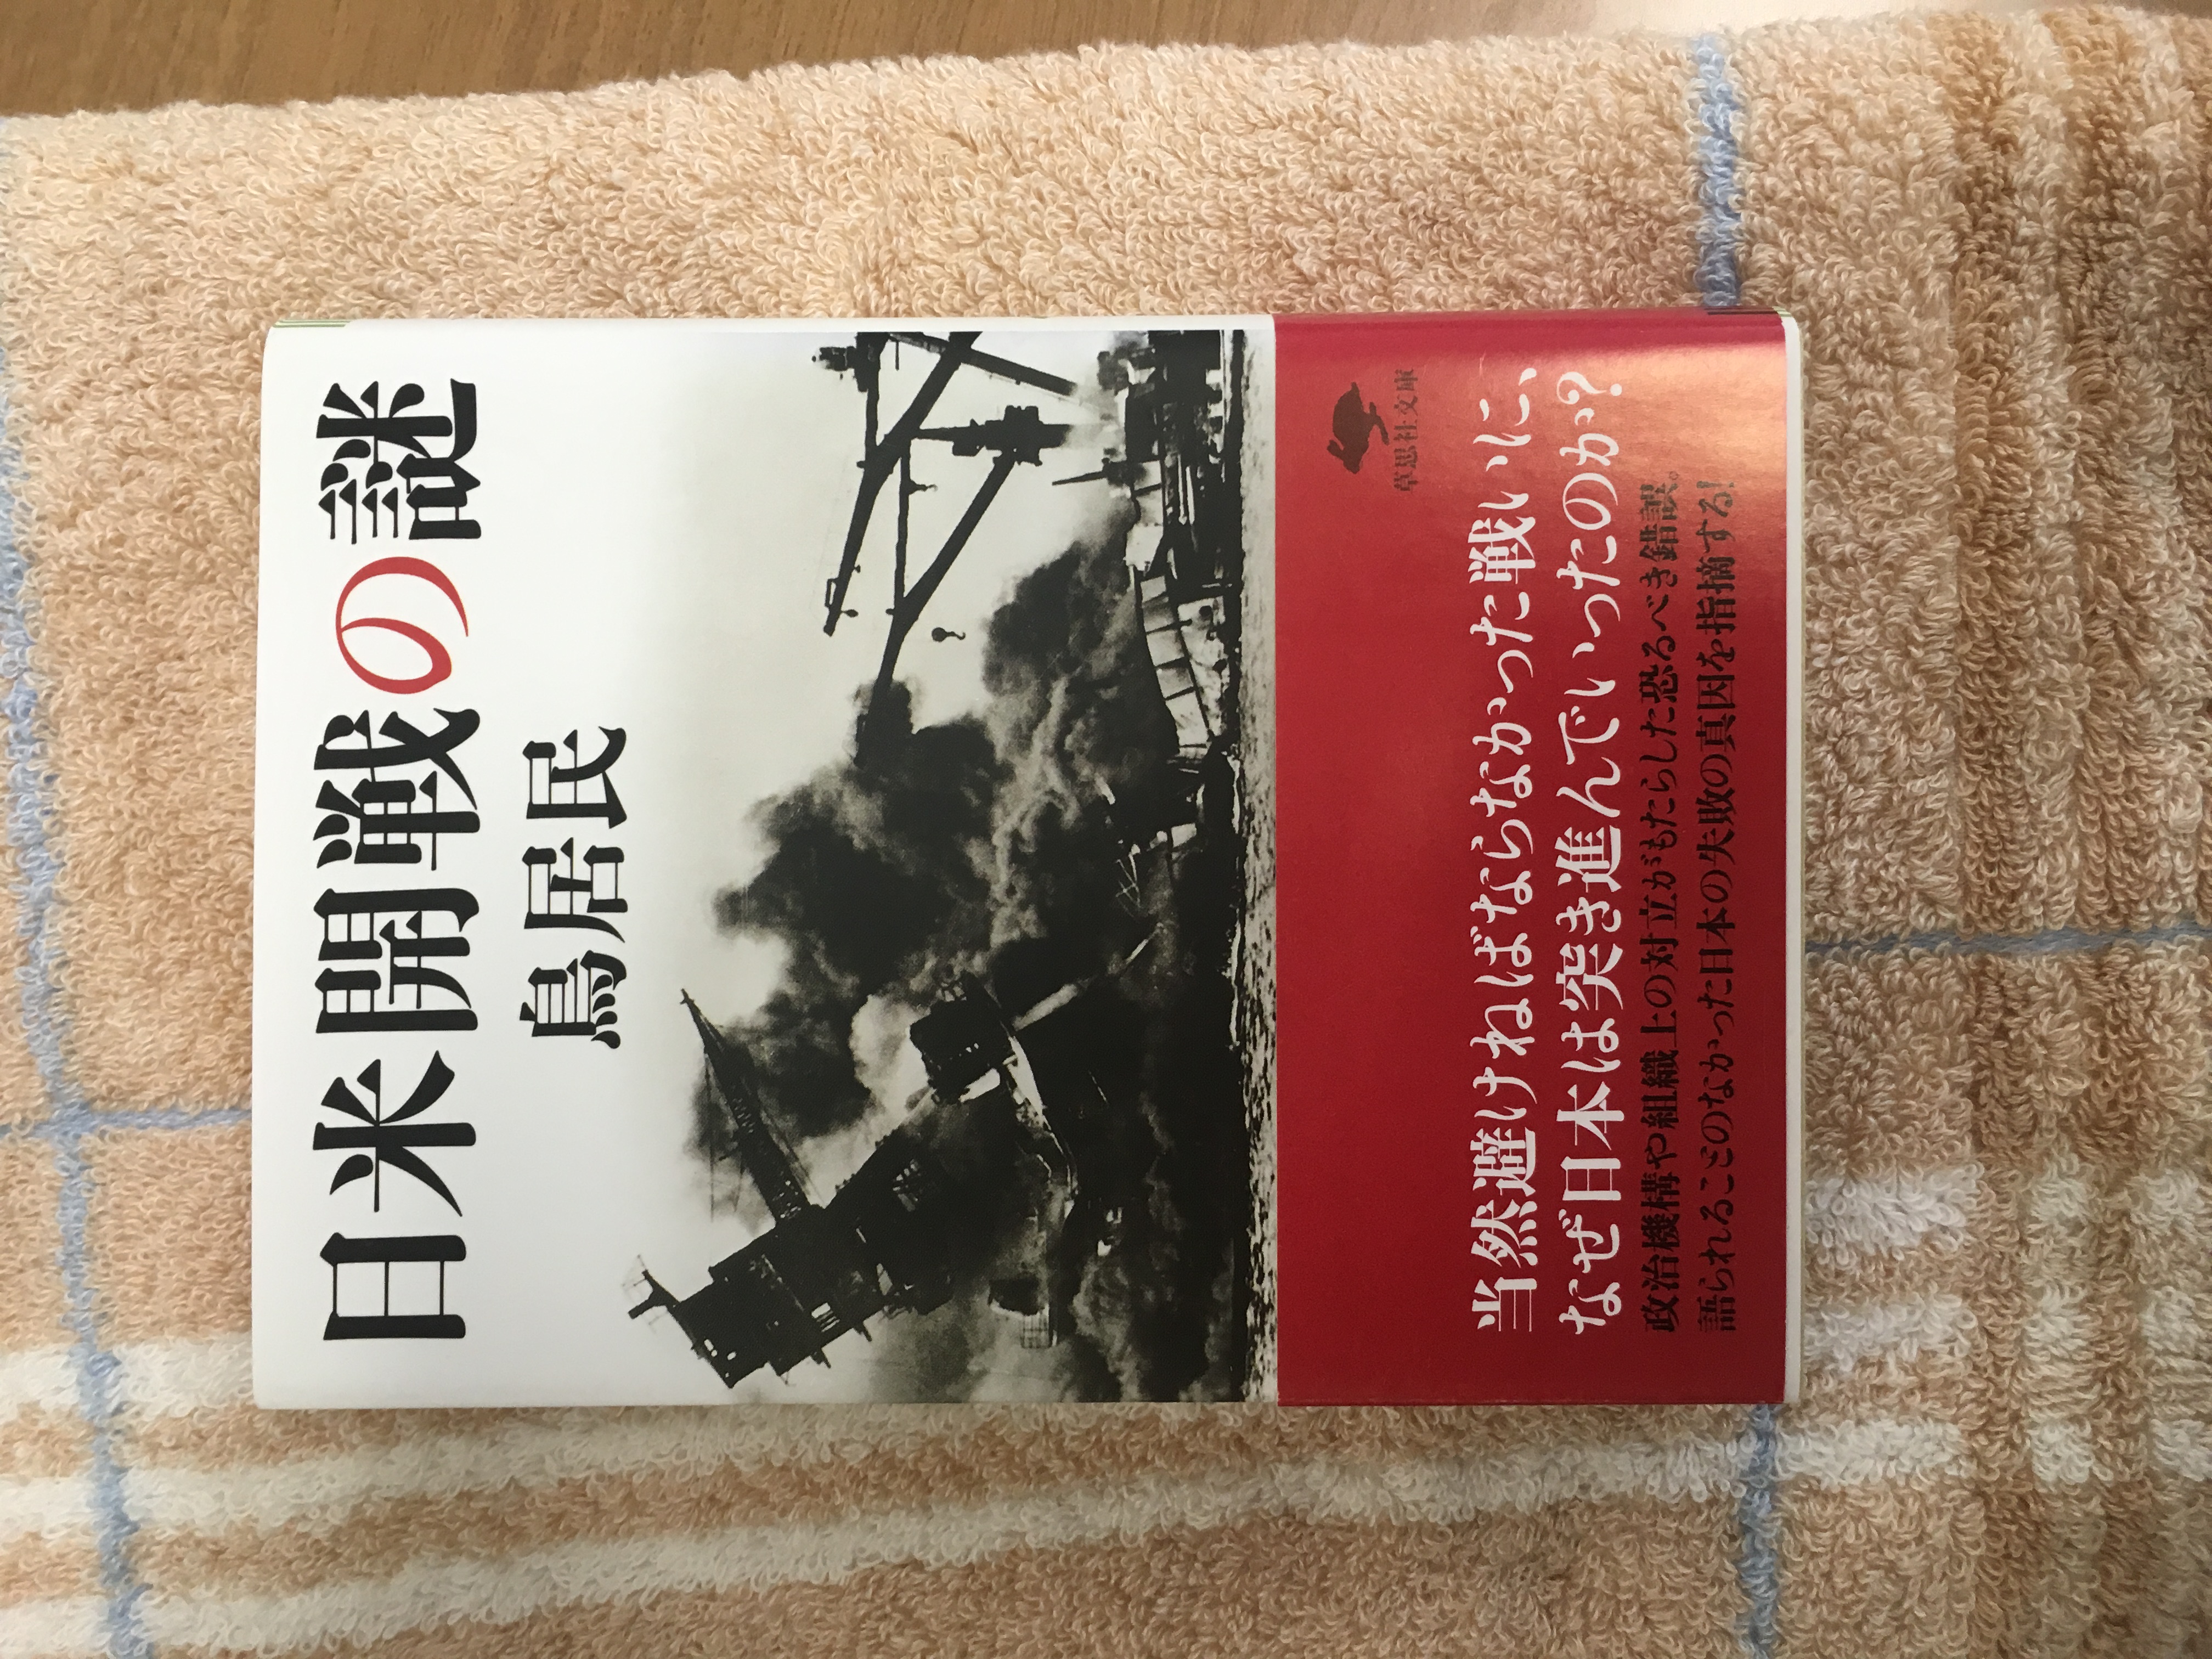 日米開戦の謎
鳥居民
草思社文庫
当然避けねばならなかった戦いに、
なぜ日本は突き進んでいったのか?
政治機構や組織上の対立がもたらした恐るべき錯誤。
語られることのなかった日本の失敗の真因を指摘する!